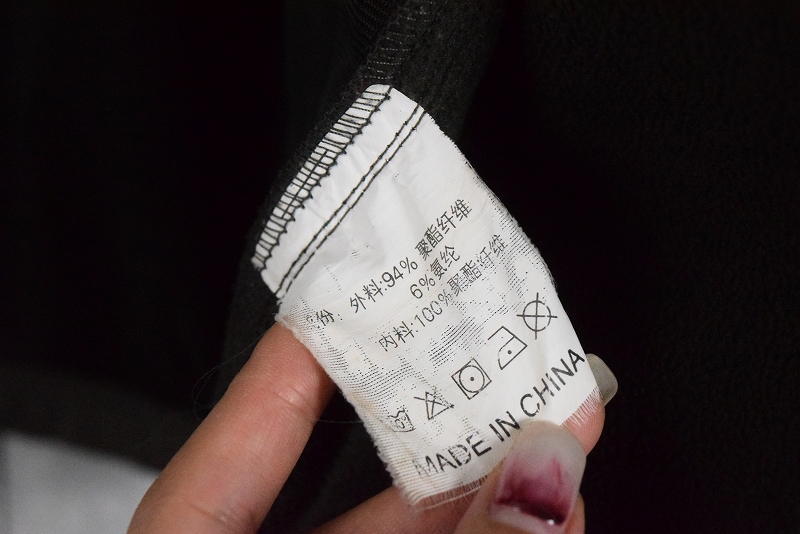 份: 外料:94% 聚酯纤维
6%氨纶
内料:100%聚酯纤维
MADE IN CHINA